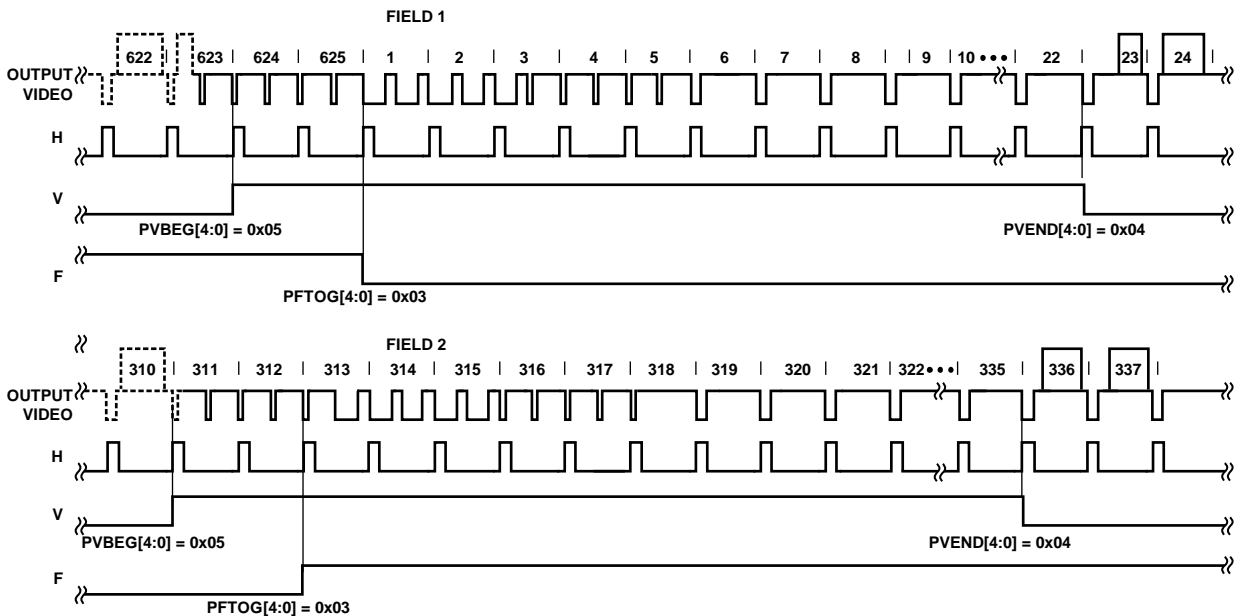 FIELD 1
622 623 624 625 1 2 3 4 5 6 7 8 9 10 ••• 22 23 24
OUTPUT
VIDEO
H
V
PVBEG[4:0] = 0x05 PVEND[4:0] = 0x04
F
PFTOG[4:0] = 0x03
FIELD 2
310 311 312 313 314 315 316 317 318 319 320 321 322 ••• 335 336 337
OUTPUT
VIDEO
H
V
PVBEG[4:0] = 0x05 PVEND[4:0] = 0x04
F
PFTOG[4:0] = 0x03